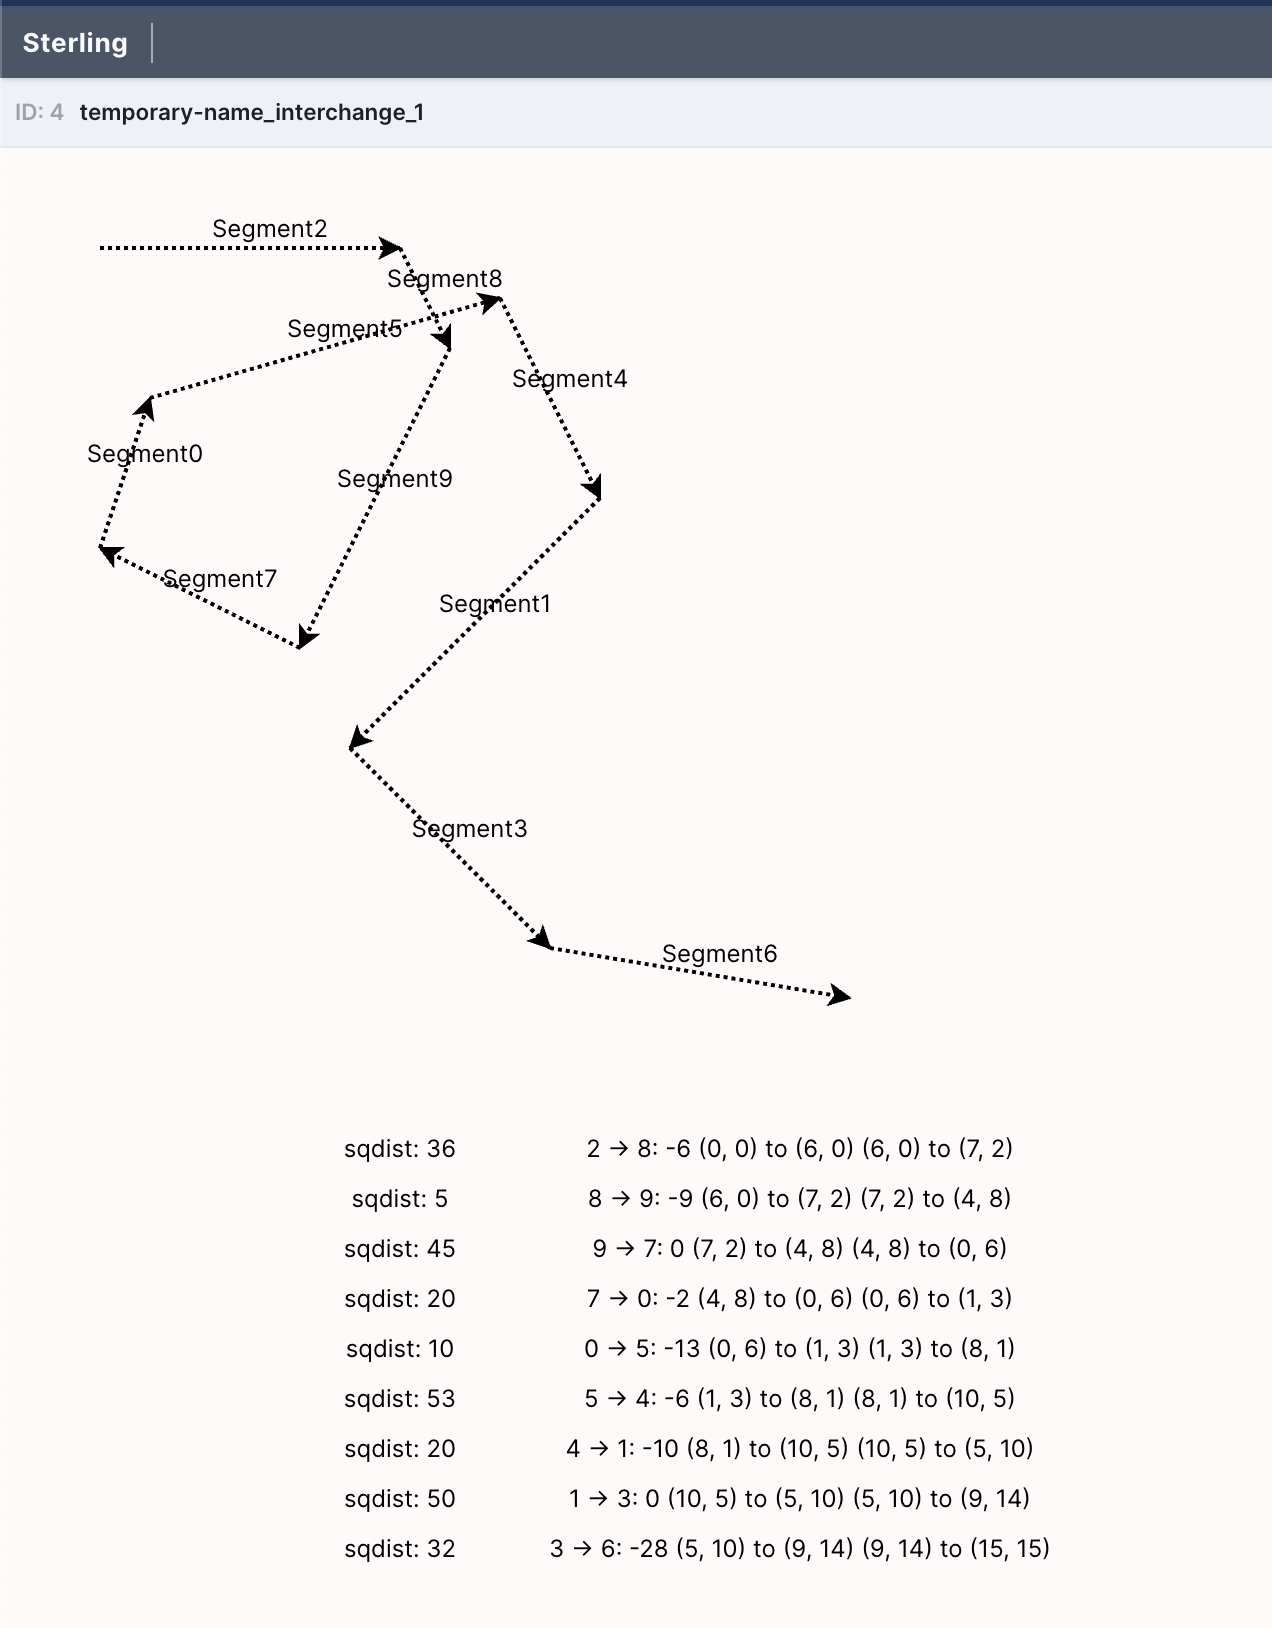 Sterling
ID: 4 temporary-name_interchange_1
Segment2
Segment8
Segment5
Segment4
Segment0
Segment9
Segment7
Segment1
Segment3
Segment6
sqdist: 36 2 → 8: -6 (0, 0) to (6, 0) (6, 0) to (7, 2)
sqdist: 5 8 → 9: -9 (6, 0) to (7, 2) (7, 2) to (4, 8)
sqdist: 45 9 → 7: 0 (7, 2) to (4, 8) (4, 8) to (0, 6)
sqdist: 20 7 → 0: -2 (4, 8) to (0, 6) (0, 6) to (1, 3)
sqdist: 10 0 → 5: -13 (0, 6) to (1, 3) (1, 3) to (8, 1)
sqdist: 53 5 → 4: -6 (1, 3) to (8, 1) (8, 1) to (10, 5)
sqdist: 20 4 → 1: -10 (8, 1) to (10, 5) (10, 5) to (5, 10)
sqdist: 50 1 → 3: 0 (10, 5) to (5, 10) (5, 10) to (9, 14)
sqdist: 32 3 → 6: -28 (5, 10) to (9, 14) (9, 14) to (15, 15)